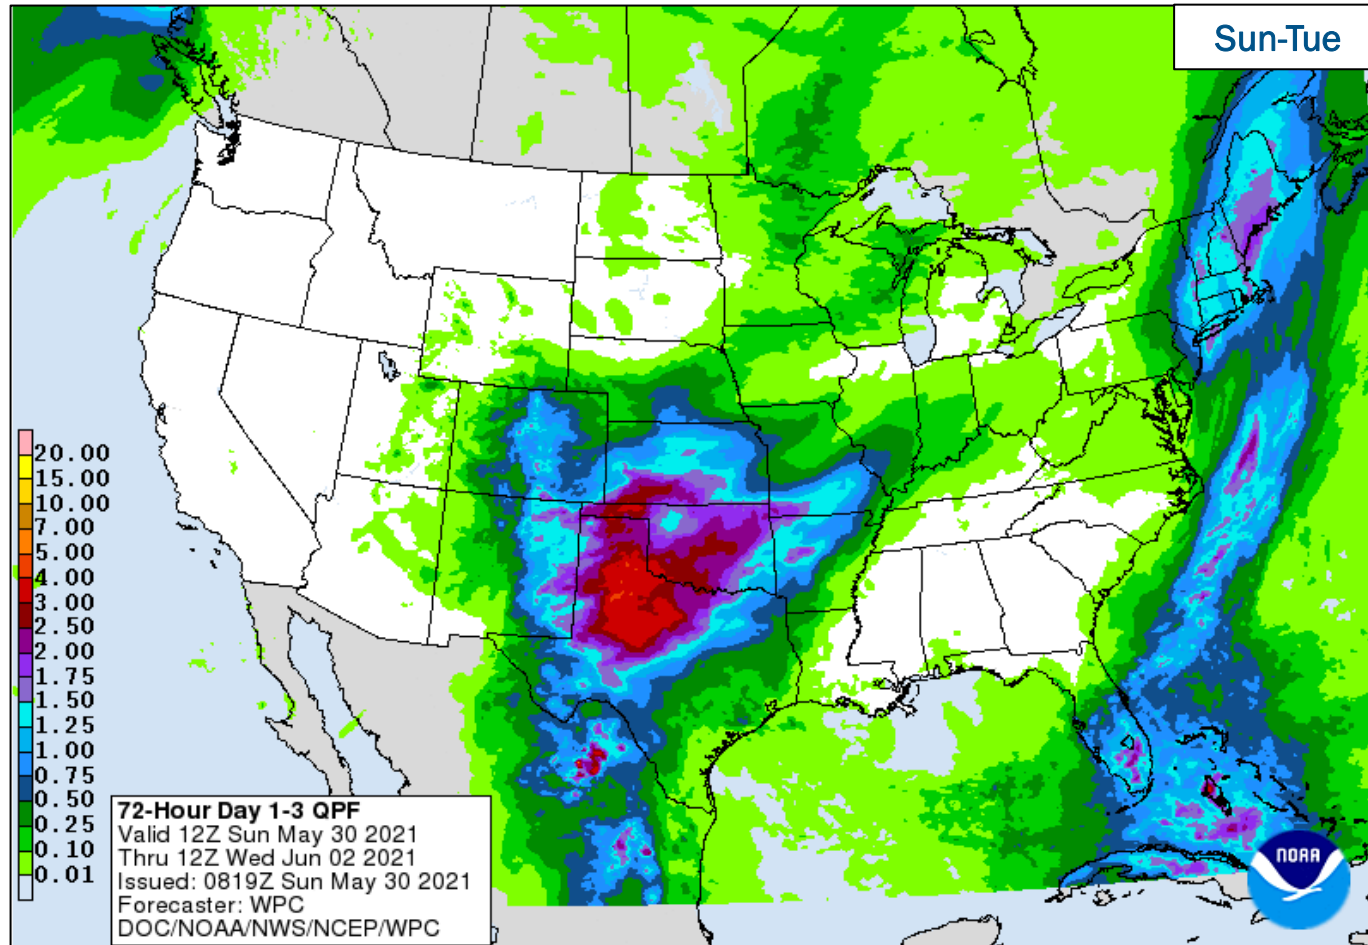 Sun-Tue
20.00
15.00
10.00
7.00
5.00
4.00
3.00
2.50
2.00
1.75
1.50
1.25
1.00
0.75
0.50
0.25
0.10
0.01
72-Hour Day 1-3 QPF
Valid 12Z Sun May 30 2021
Thru 12Z Wed Jun 02 2021
Issued: 0819Z Sun May 30 2021
Forecaster: WPC
DOC/NOAA/NWS/NCEP/WPC
NOAA